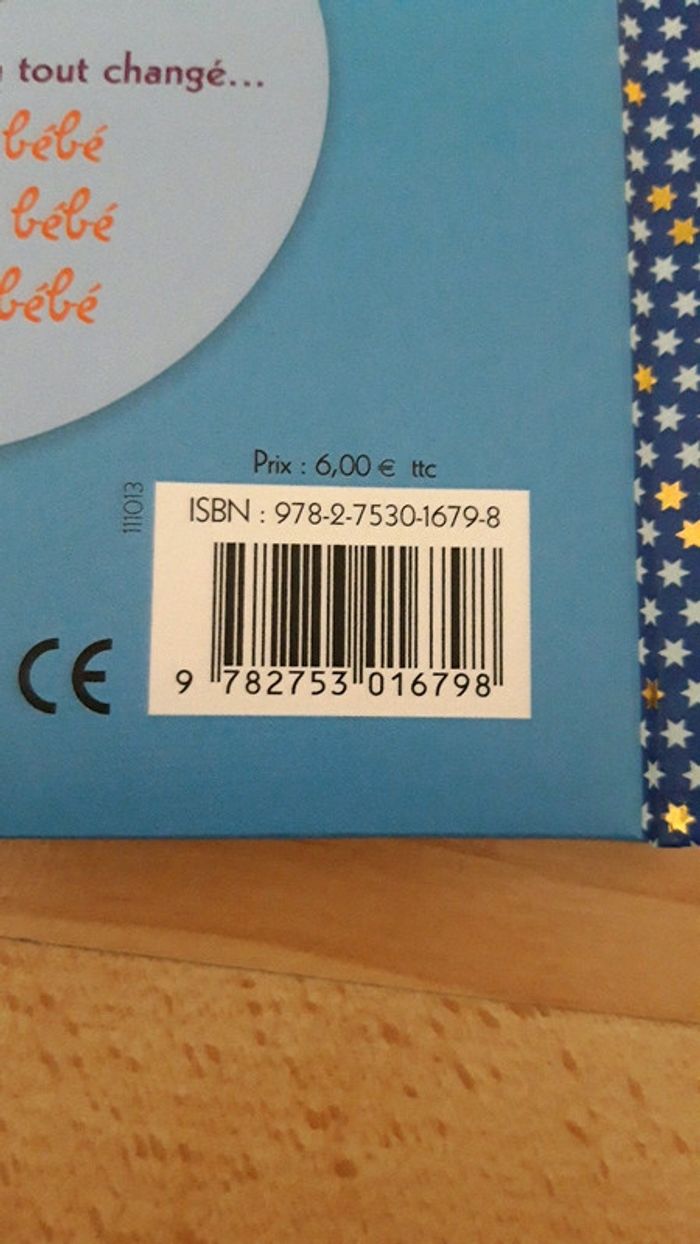 tout changé...
bébé
bébé
bébé
Prix : 6,00 € ttc
111013
ISBN : 978-2-7530-1679-8
CE
9 782753 016798